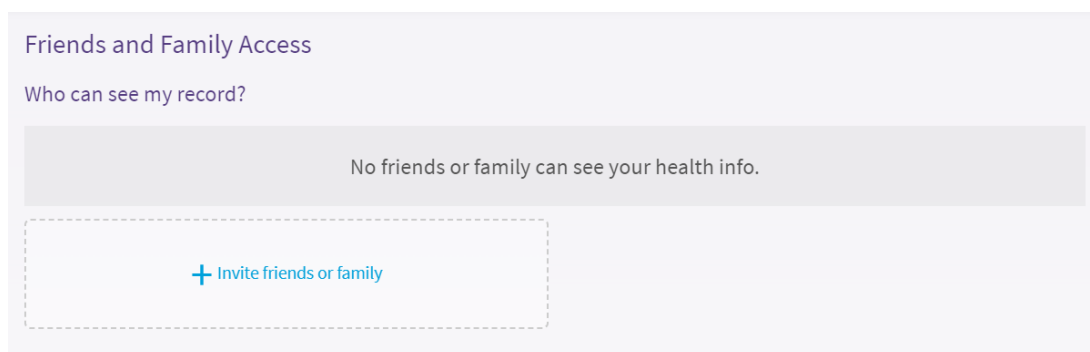 Friends and Family Access
Who can see my record?
No friends or family can see your health info.
+ Invite friends or family